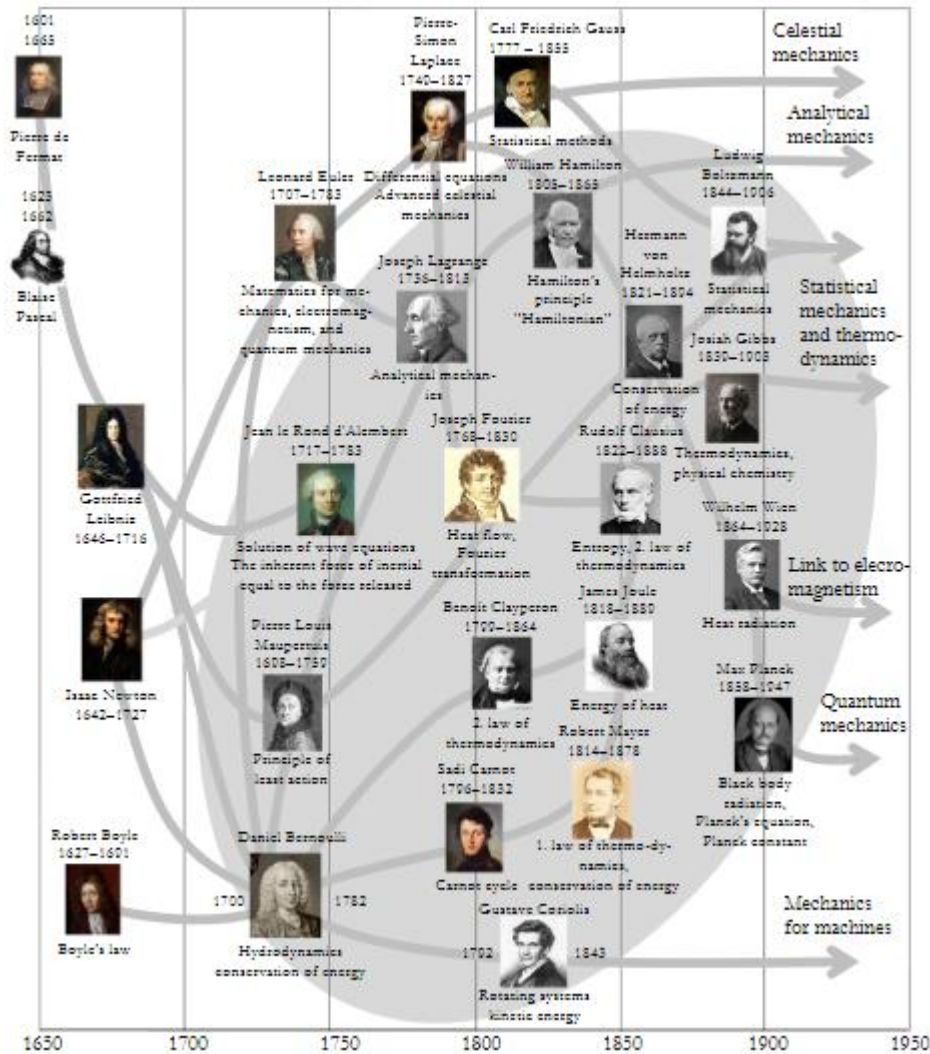 1601
1665
Pierre de
Fermat
1623
1662
Blaise
Pascal
Gottfried
Leibniz
1646–1716
Isaac Newton
1642–1727
Robert Boyle
1627–1691
Boyle's law
Leonard Euler
1707–1783
Matematics for me-
chanics, electromag-
netism, and
quantum mechanics
Jean le Rond d'Alembert
1717–1783
Solution of wave equations
The inherent force of inertial
equal to the force released
Pierre Louis
Maupertuis
1698–1759
Principle of
least action
Daniel Bernoulli
1700
1782
Hydrodynamics
conservation of energy
Pierre-
Simon
Laplace
1749–1827
Differential equations
Advanced celestial
mechanics
Joseph Lagrange
1736–1813
Analytical mechan-
ics
Joseph Fourier
1768–1830
Heat flow,
Fourier
transformation
Benoit Clayperon
1799–1864
2. law of
thermodynamics
Sadi Carnot
1796–1832
Carnot cycle
Gustave Coriolis
1792
1843
Rotating systems
kinetic energy
Carl Friedrich Gauss
1777 – 1855
Statistical methods
William Hamilton
1805–1865
Hamilton's
principle
"Hamiltonian"
Hermann
von
Helmholtz
1821–1894
Conservation
of energy
Rudolf Clausius
1822–1888
Entropy, 2. law of
thermodynamics
James Joule
1818–1889
Energy of heat
Robert Mayer
1814–1878
1. law of thermo-dy-
namics,
conservation of energy
Ludwig
Boltzmann
1844–1906
Statistical
mechanics
Josiah Gibbs
1839–1903
Thermodynamics,
physical chemistry
Wilhelm Wien
1864–1928
Heat radiation
Max Planck
1858–1947
Black body
radiation,
Planck's equation,
Planck constant
Celestial
mechanics
Analytical
mechanics
Statistical
mechanics
and thermo-
dynamics
Link to elecro-
magnetism
Quantum
mechanics
Mechanics
for machines
1650 1700 1750 1800 1850 1900 1950